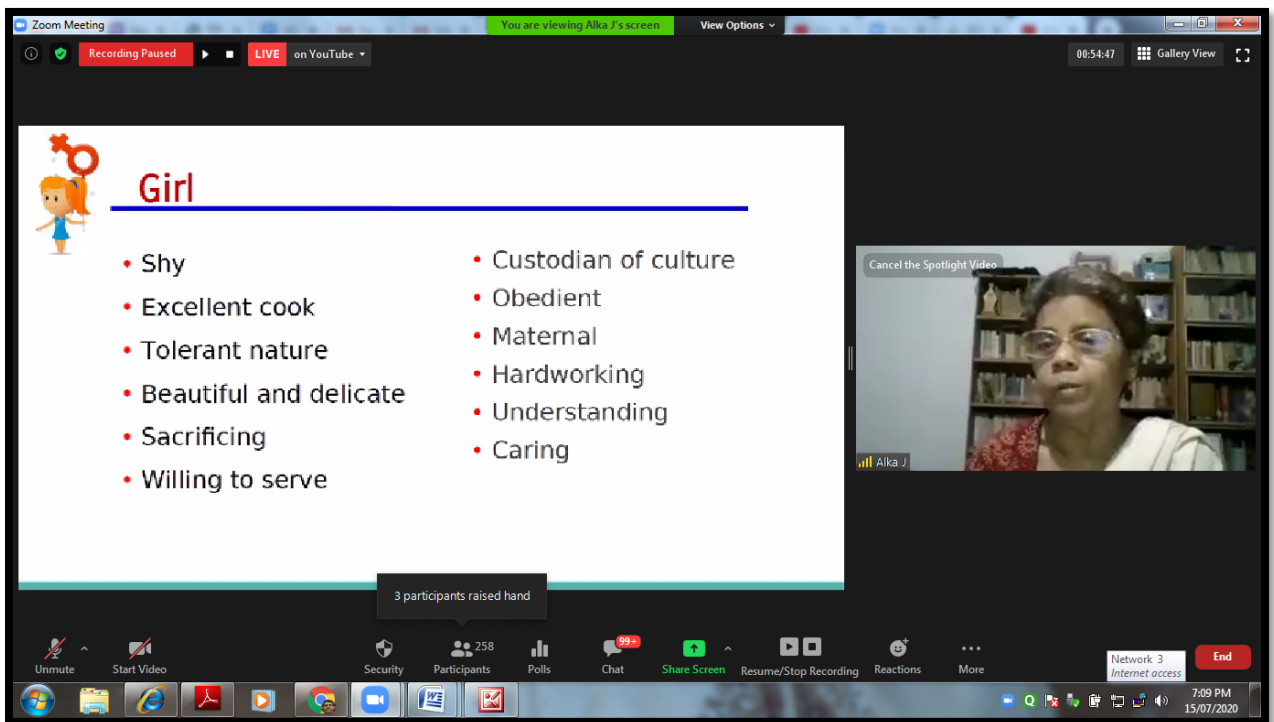 Zoom Meeting
You are viewing Alka J's screen
View Options
Recording Paused
LIVE
on YouTube
00:54:47
Gallery View
Girl
• Shy
• Excellent cook
• Tolerant nature
• Beautiful and delicate
• Sacrificing
• Willing to serve
• Custodian of culture
• Obedient
• Maternal
• Hardworking
• Understanding
• Caring
Cancel the Spotlight Video
Alka J
3 participants raised hand
Unmute
Start Video
Security
258
Participants
Polls
99+
Chat
Share Screen
Resume/Stop Recording
Reactions
More
End
Network 3
Internet access
7:09 PM
15/07/2020